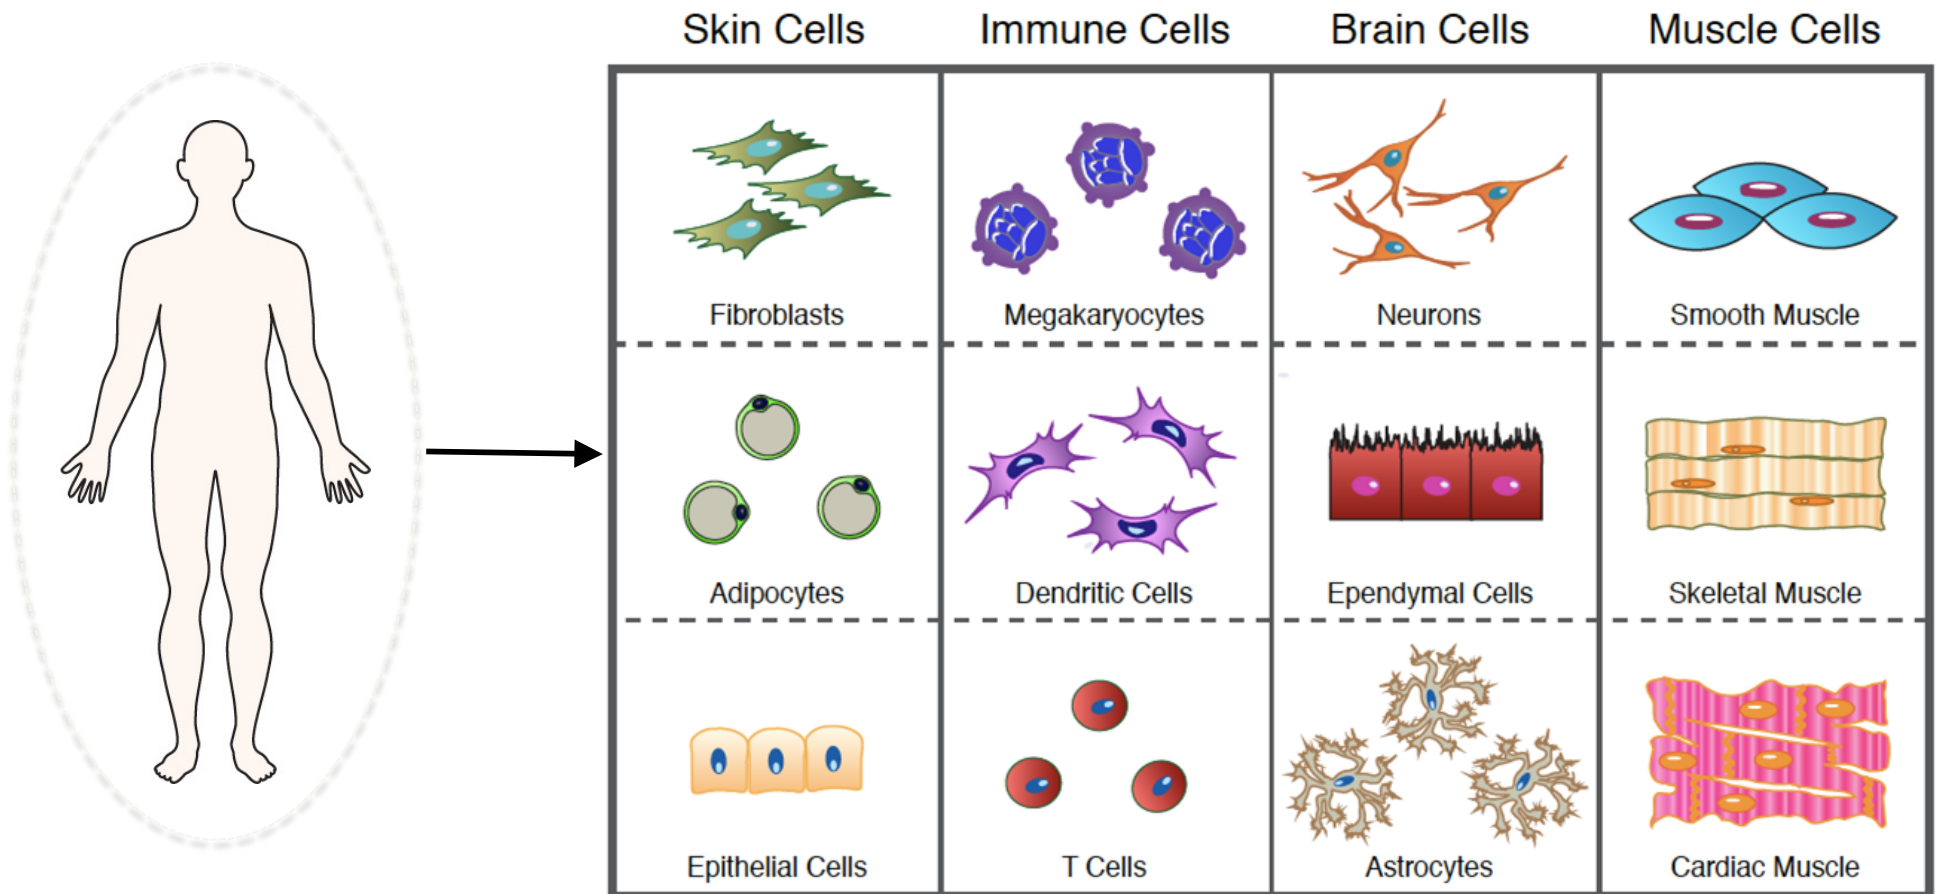 Skin Cells
Immune Cells
Brain Cells
Muscle Cells
Fibroblasts
Megakaryocytes
Neurons
Smooth Muscle
Adipocytes
Dendritic Cells
Ependymal Cells
Skeletal Muscle
Epithelial Cells
T Cells
Astrocytes
Cardiac Muscle